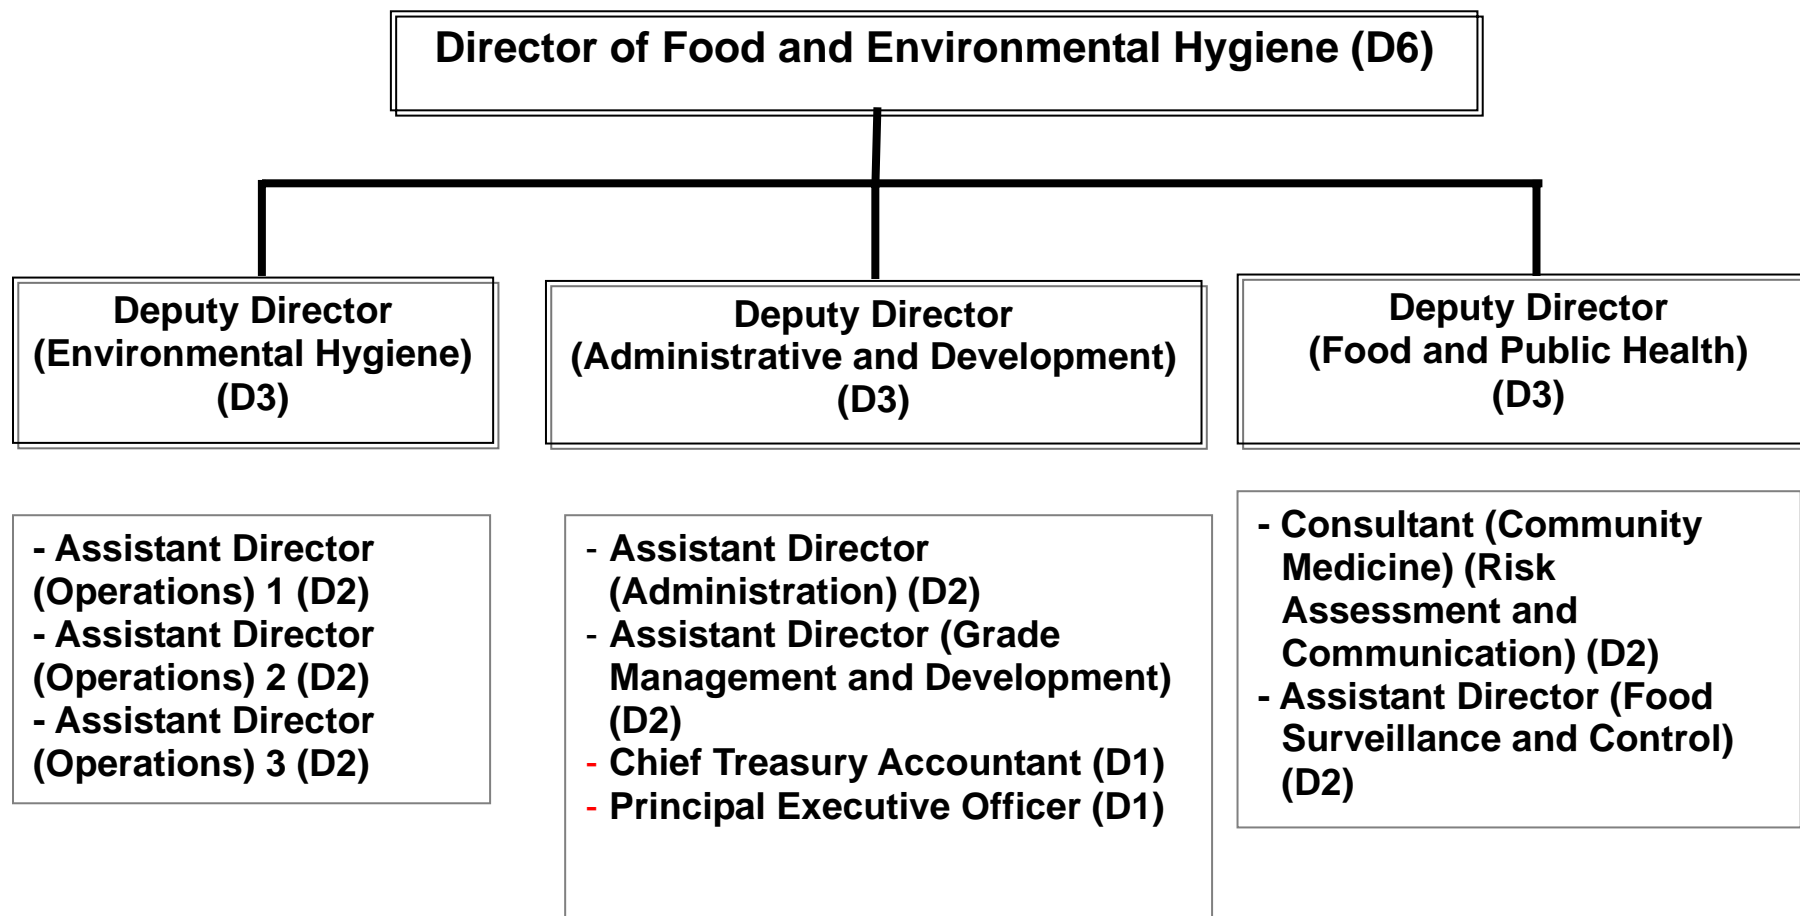 Director of Food and Environmental Hygiene (D6)
Deputy Director
(Environmental Hygiene)
(D3)
Deputy Director
(Administrative and Development)
(D3)
Deputy Director
(Food and Public Health)
(D3)
- Assistant Director
(Operations) 1 (D2)
- Assistant Director
(Operations) 2 (D2)
- Assistant Director
(Operations) 3 (D2)
- Assistant Director
(Administration) (D2)
- Assistant Director (Grade
Management and Development)
(D2)
- Chief Treasury Accountant (D1)
- Principal Executive Officer (D1)
- Consultant (Community
Medicine) (Risk
Assessment and
Communication) (D2)
- Assistant Director (Food
Surveillance and Control)
(D2)